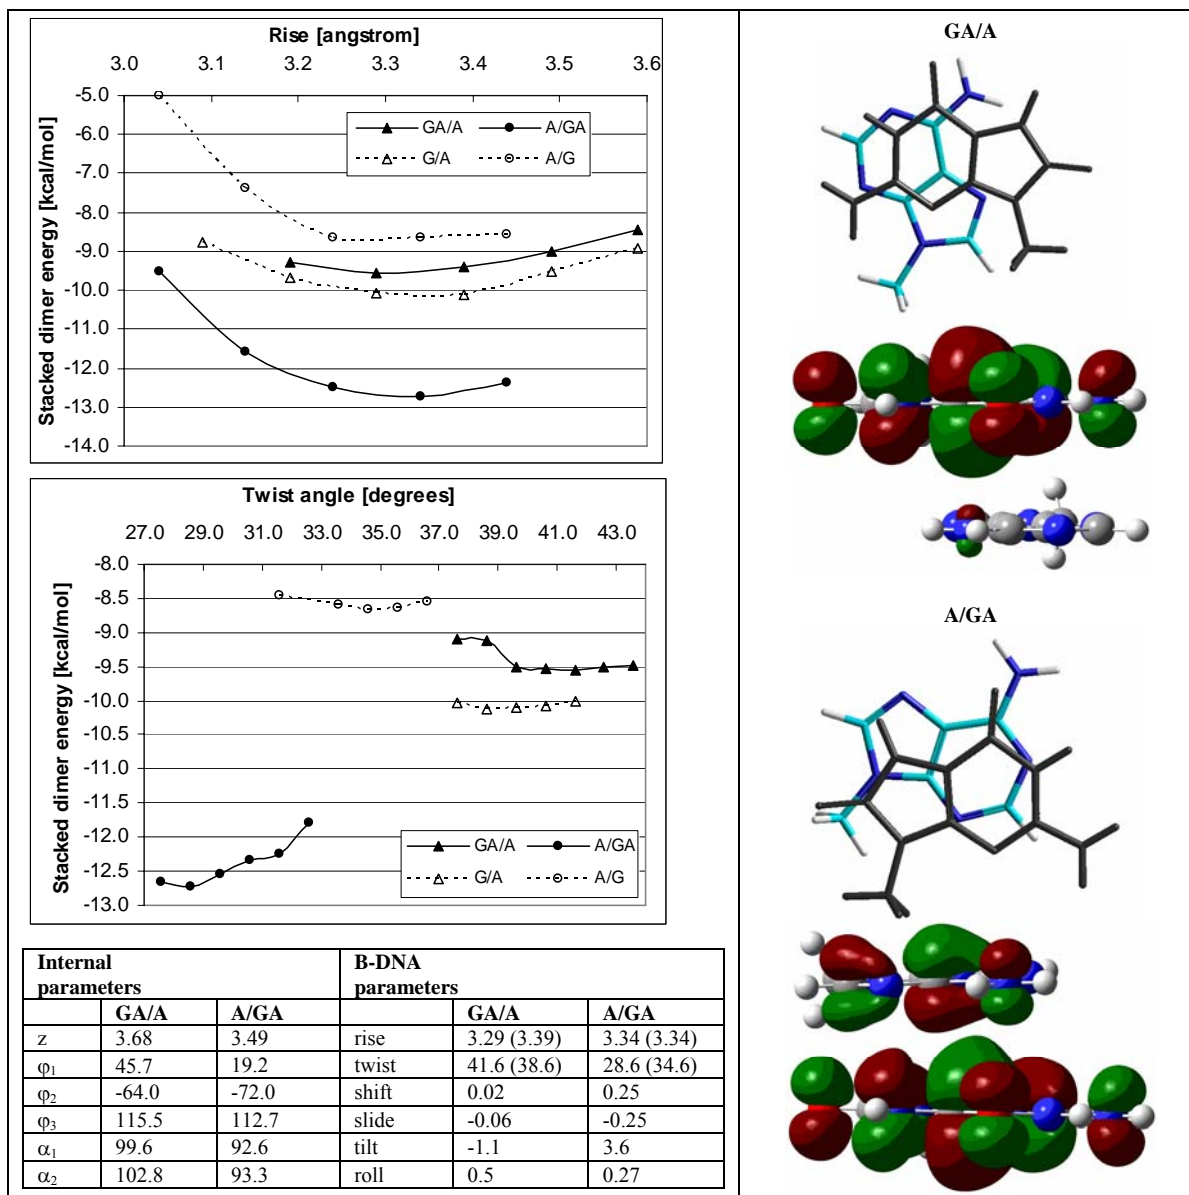 Rise [angstrom]
3.0 3.1 3.2 3.3 3.4 3.5 3.6
Stacked dimer energy [kcal/mol]
-5.0
-6.0
-7.0
-8.0
-9.0
-10.0
-11.0
-12.0
-13.0
-14.0
GA/A A/GA
G/A A/G
Twist angle [degrees]
27.0 29.0 31.0 33.0 35.0 37.0 39.0 41.0 43.0
Stacked dimer energy [kcal/mol]
-8.0
-8.5
-9.0
-9.5
-10.0
-10.5
-11.0
-11.5
-12.0
-12.5
-13.0
GA/A A/GA
G/A A/G
Internal parameters B-DNA parameters
GA/A A/GA GA/A A/GA
z 3.68 3.49 rise 3.29 (3.39) 3.34 (3.34)
φ1 45.7 19.2 twist 41.6 (38.6) 28.6 (34.6)
φ2 -64.0 -72.0 shift 0.02 0.25
φ3 115.5 112.7 slide -0.06 -0.25
α1 99.6 92.6 tilt -1.1 3.6
α2 102.8 93.3 roll 0.5 0.27
GA/A
A/GA